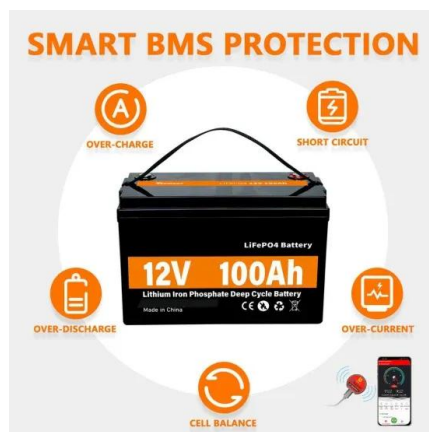 SMART BMS PROTECTION
OVER-CHARGE
SHORT CIRCUIT
LiFePO4 Battery
12V 100Ah
Lithium Iron Phosphate Deep Cycle Battery
Made in China
OVER-DISCHARGE
OVER-CURRENT
CELL BALANCE